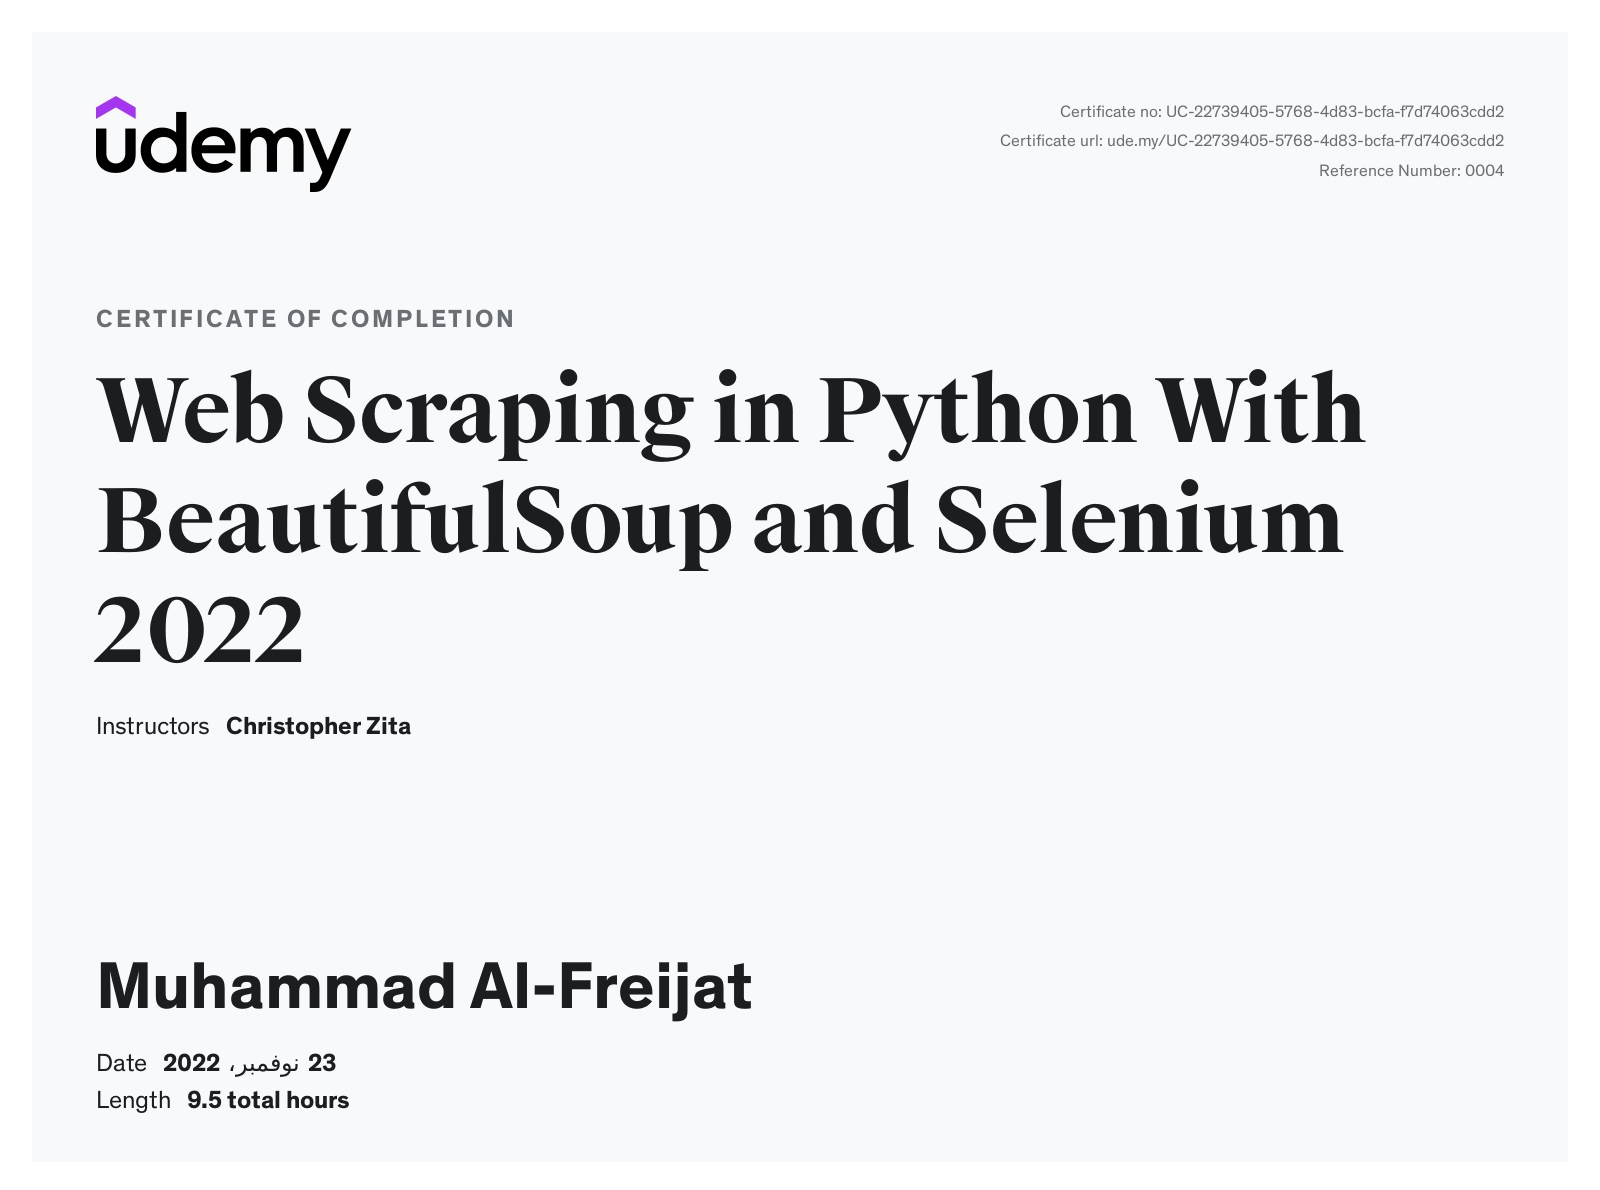 udemy
Certificate no: UC-22739405-5768-4d83-bcfa-f7d74063cdd2
Certificate url: ude.my/UC-22739405-5768-4d83-bcfa-f7d74063cdd2
Reference Number: 0004
CERTIFICATE OF COMPLETION
Web Scraping in Python With
BeautifulSoup and Selenium
2022
Instructors Christopher Zita
Muhammad Al-Freijjat
Date 23 نوفمبر، 2022
Length 9.5 total hours